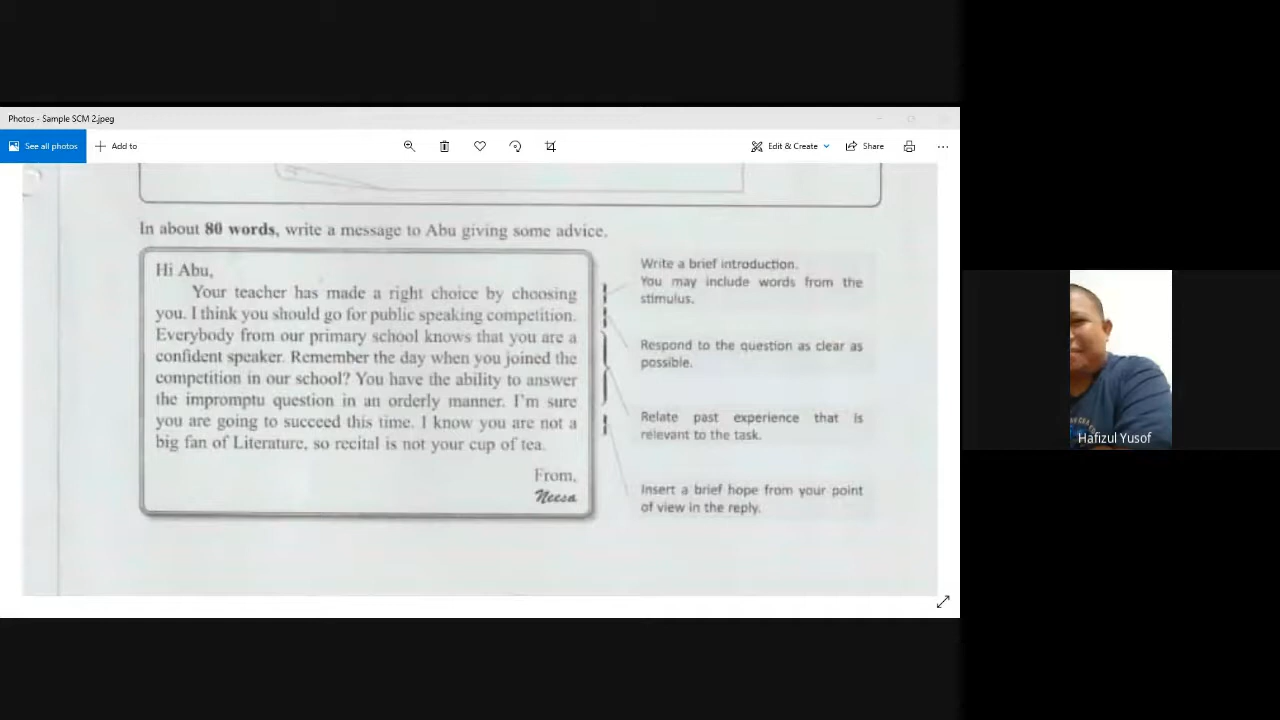 Photos - Sample SCM 2.jpeg
See all photos
Add to
Edit & Create
Share
In about 80 words, write a message to Abu giving some advice.
Hi Abu,
Your teacher has made a right choice by choosing
you. I think you should go for public speaking competition.
Everybody from our primary school knows that you are a
confident speaker. Remember the day when you joined the
competition in our school? You have the ability to answer
the impromptu question in an orderly manner. I'm sure
you are going to succeed this time. I know you are not a
big fan of Literature, so recital is not your cup of tea.
From,
Neesa
Write a brief introduction.
You may include words from the
stimulus.
Respond to the question as clear as
possible.
Relate past experience that is
relevant to the task.
Insert a brief hope from your point
of view in the reply.
Hafizul Yusof